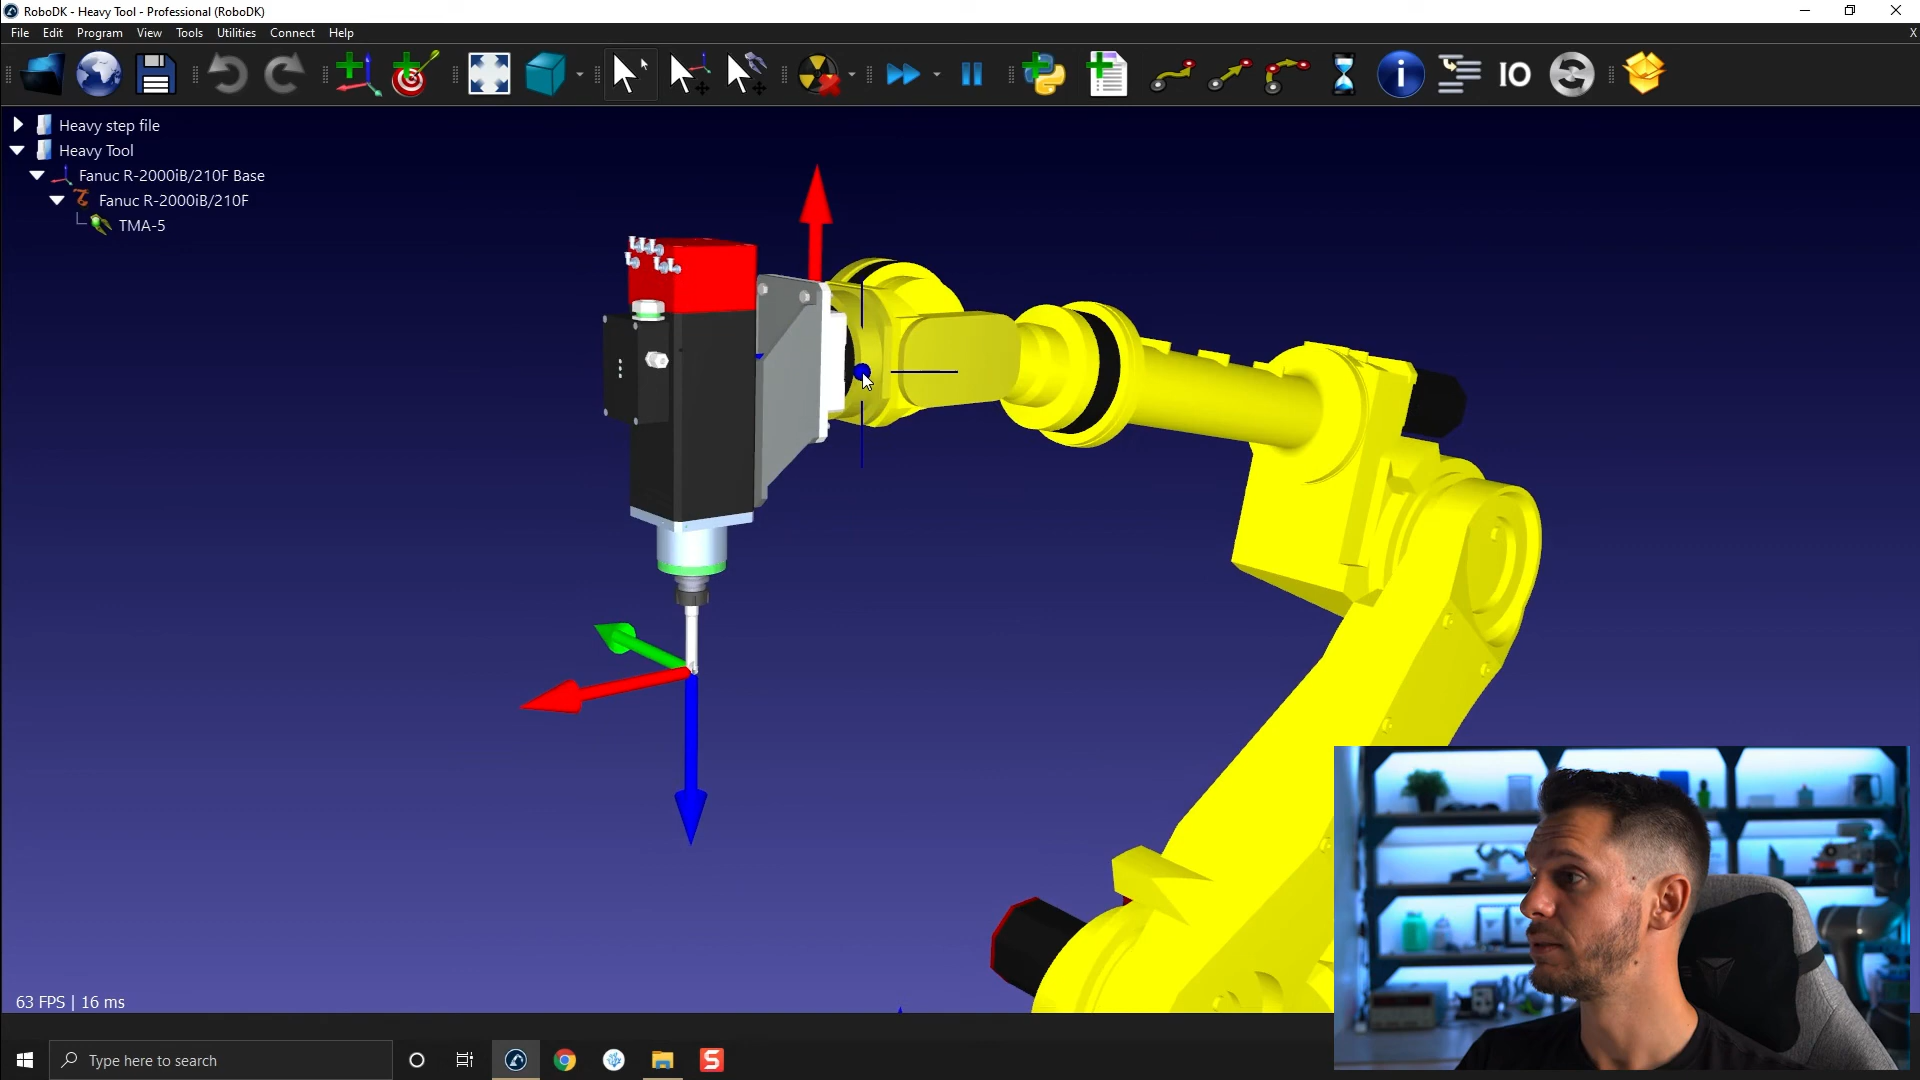 RoboDK - Heavy Tool - Professional (RoboDK)
File Edit Program View Tools Utilities Connect Help
X
IO
Heavy step file
Heavy Tool
Fanuc R-2000iB/210F Base
Fanuc R-2000iB/210F
TMA-5
63 FPS | 16 ms
Type here to search
S